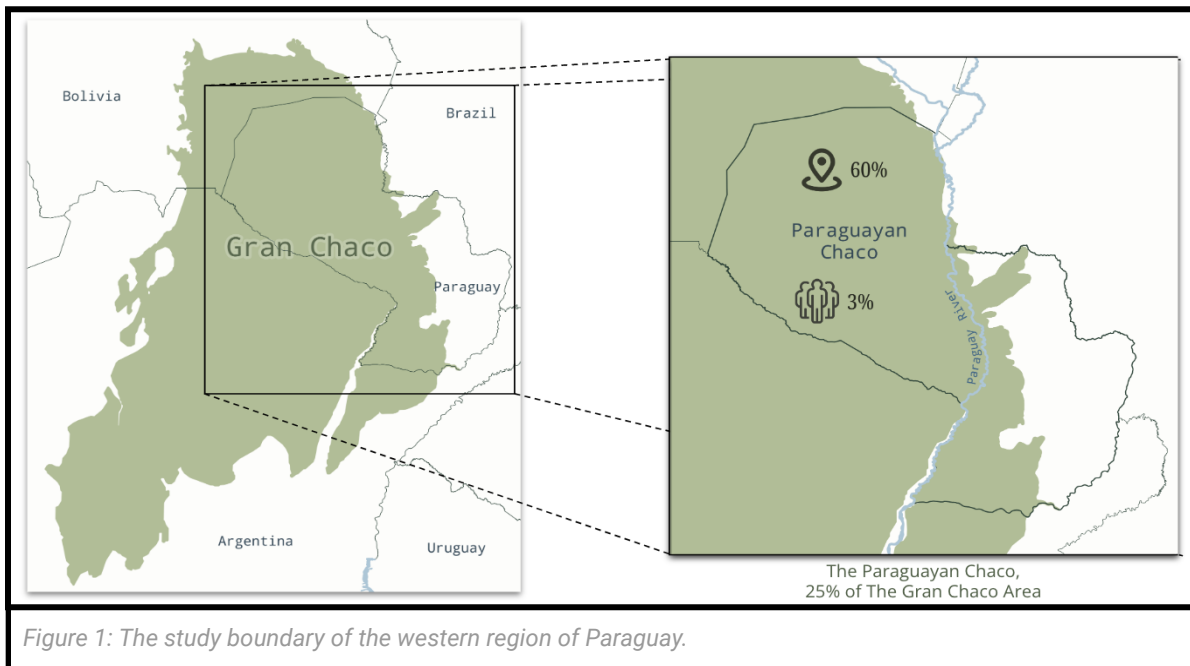 Bolivia
Brazil
Gran Chaco
Paraguay
Argentina
Uruguay
60%
Paraguayan
Chaco
3%
Paraguay River
The Paraguayan Chaco,
25% of The Gran Chaco Area
Figure 1: The study boundary of the western region of Paraguay.